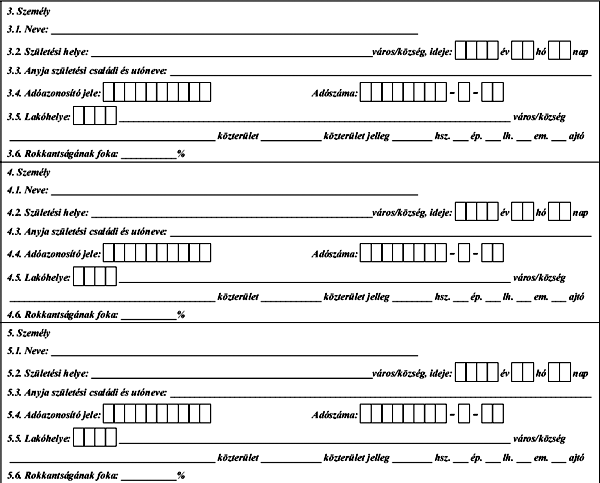 3. Személy
3.1. Neve:
3.2. Születési helye: város/község, ideje: év hó nap
3.3. Anyja születési családi és utóneve:
3.4. Adóazonosító jele: Adószáma: – –
3.5. Lakóhelye: város/község
közterület közterület jelleg hsz. ép. lh. em. ajtó
3.6. Rokkantságának foka: %
4. Személy
4.1. Neve:
4.2. Születési helye: város/község, ideje: év hó nap
4.3. Anyja születési családi és utóneve:
4.4. Adóazonosító jele: Adószáma: – –
4.5. Lakóhelye: város/község
közterület közterület jelleg hsz. ép. lh. em. ajtó
4.6. Rokkantságának foka: %
5. Személy
5.1. Neve:
5.2. Születési helye: város/község, ideje: év hó nap
5.3. Anyja születési családi és utóneve:
5.4. Adóazonosító jele: Adószáma: – –
5.5. Lakóhelye: város/község
közterület közterület jelleg hsz. ép. lh. em. ajtó
5.6. Rokkantságának foka: %